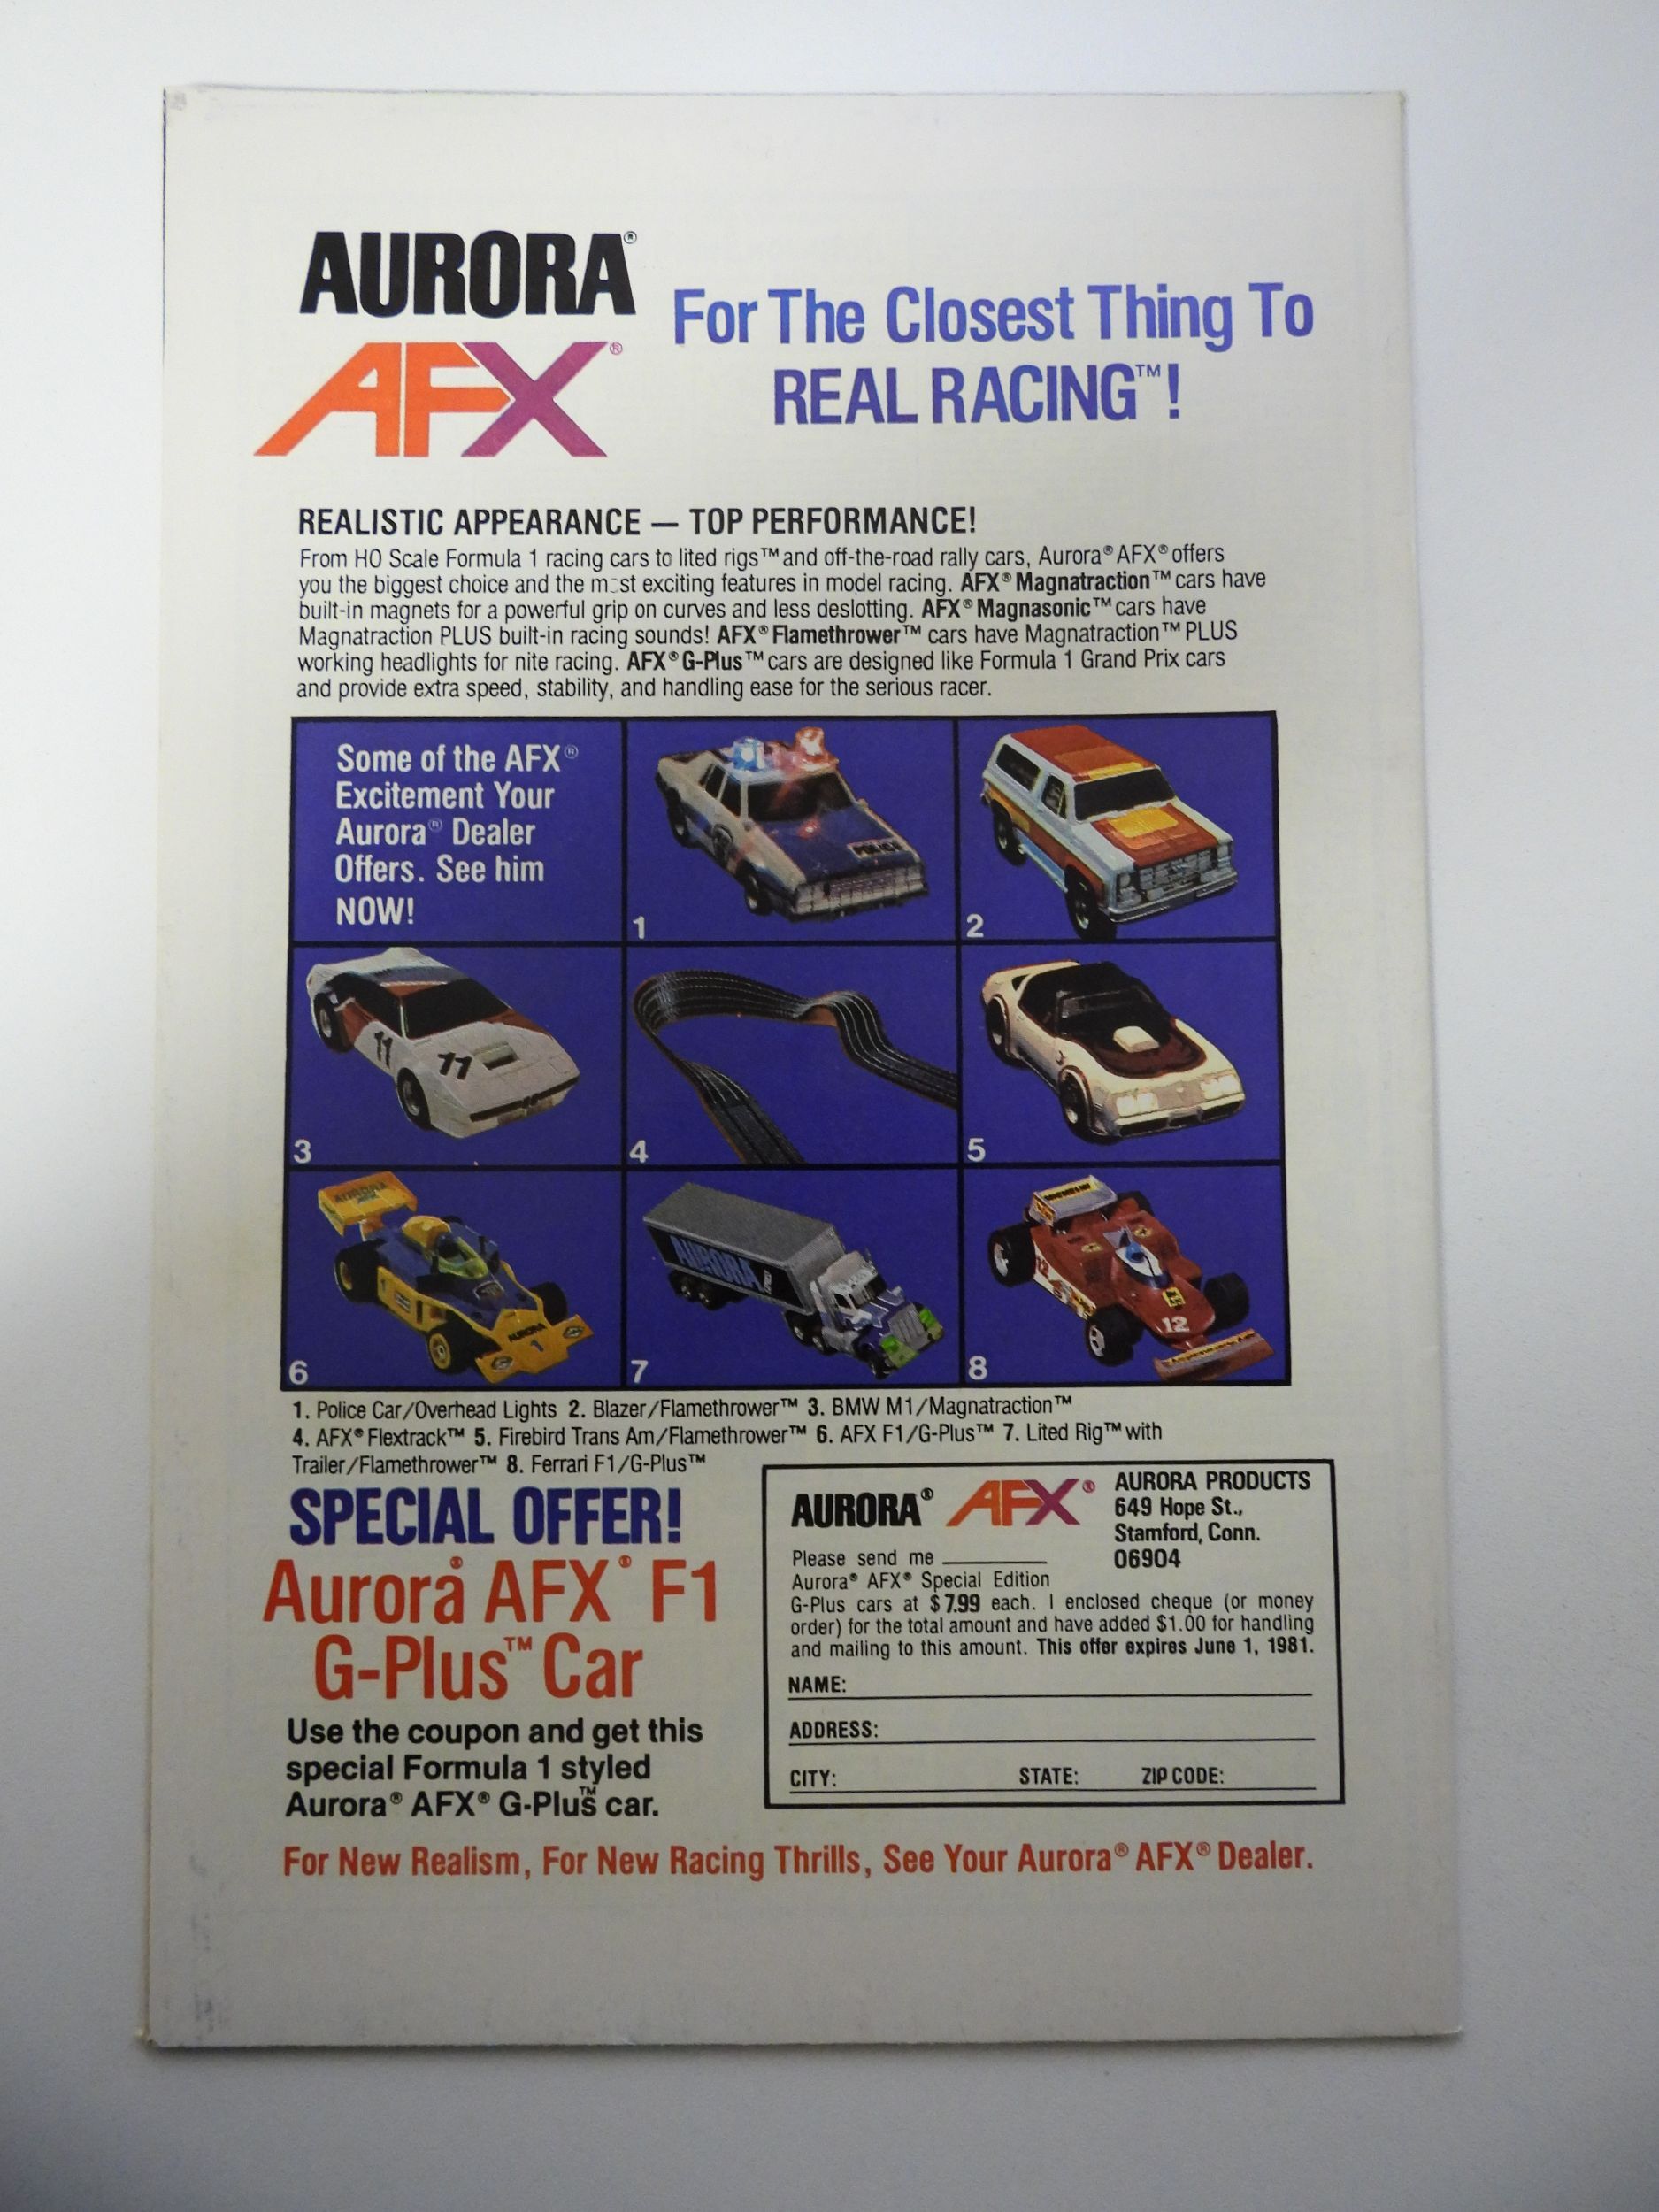 AURORA®
AFX®
For The Closest Thing To
REAL RACING™!
REALISTIC APPEARANCE — TOP PERFORMANCE!
From HO Scale Formula 1 racing cars to lited rigs™ and off-the-road rally cars, Aurora® AFX® offers
you the biggest choice and the most exciting features in model racing. AFX® Magnatraction™ cars have
built-in magnets for a powerful grip on curves and less deslotting. AFX® Magnasonic™ cars have
Magnatraction PLUS built-in racing sounds! AFX® Flamethrower™ cars have Magnatraction™ PLUS
working headlights for nite racing. AFX® G-Plus™ cars are designed like Formula 1 Grand Prix cars
and provide extra speed, stability, and handling ease for the serious racer.
Some of the AFX®
Excitement Your
Aurora® Dealer
Offers. See him
NOW!
POLICE
1
2
11
11
3
4
5
AURORA
AFX
1
AURORA
1
6
AURORA
7
12
12
8
1. Police Car/Overhead Lights 2. Blazer/Flamethrower™ 3. BMW M1/Magnatraction™
4. AFX® Flextrack™ 5. Firebird Trans Am/Flamethrower™ 6. AFX F1/G-Plus™ 7. Lited Rig™ with
Trailer/Flamethrower™ 8. Ferrari F1/G-Plus™
SPECIAL OFFER!
Aurora® AFX® F1
G-Plus™ Car
Use the coupon and get this
special Formula 1 styled
Aurora® AFX® G-Plus™ car.
AURORA® AFX®
AURORA PRODUCTS
649 Hope St.,
Stamford, Conn.
06904
Please send me
Aurora® AFX® Special Edition
G-Plus cars at $7.99 each. I enclosed cheque (or money
order) for the total amount and have added $1.00 for handling
and mailing to this amount. This offer expires June 1, 1981.
NAME:
ADDRESS:
CITY: STATE: ZIP CODE:
For New Realism, For New Racing Thrills, See Your Aurora® AFX® Dealer.